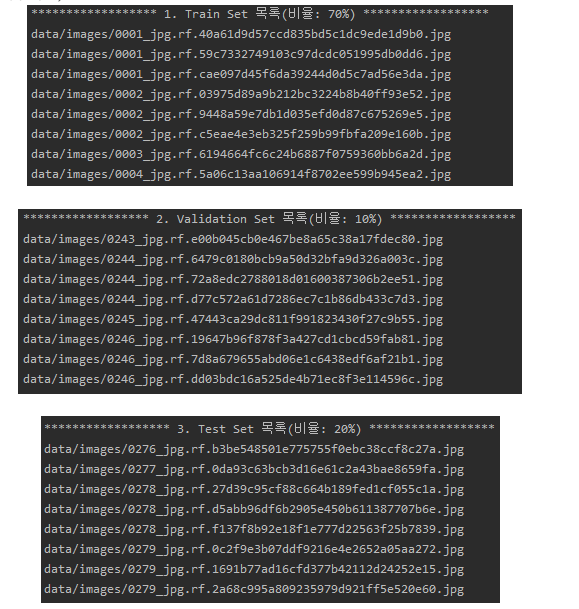 ****************** 1. Train Set 목록(비율: 70%) ******************
data/images/0001_jpg.rf.40a61d9d57ccd835bd5c1dc9ede1d9b0.jpg
data/images/0001_jpg.rf.59c7332749103c97dcdc051995db0dd6.jpg
data/images/0001_jpg.rf.cae097d45f6da39244d0d5c7ad56e3da.jpg
data/images/0002_jpg.rf.03975d89a9b212bc3224b8b40ff93e52.jpg
data/images/0002_jpg.rf.9448a59e7db1d035efd0d87c675269e5.jpg
data/images/0002_jpg.rf.c5eae4e3eb325f259b99fbfa209e160b.jpg
data/images/0003_jpg.rf.6194664fc6c24b6887f0759360bb6a2d.jpg
data/images/0004_jpg.rf.5a06c13aa106914f8702ee599b945ea2.jpg
****************** 2. Validation Set 목록(비율: 10%) ******************
data/images/0243_jpg.rf.e00b045cb0e467be8a65c38a17fdec80.jpg
data/images/0244_jpg.rf.6479c0180bcb9a50d32bfa9d326a003c.jpg
data/images/0244_jpg.rf.72a8edc2788018d01600387306b2ee51.jpg
data/images/0244_jpg.rf.d77c572a61d7286ec7c1b86db433c7d3.jpg
data/images/0245_jpg.rf.47443ca29dc811f991823430f27c9b55.jpg
data/images/0246_jpg.rf.19647b96f878f3a427cd1cbcd59fab81.jpg
data/images/0246_jpg.rf.7d8a679655abd06e1c6438edf6af21b1.jpg
data/images/0246_jpg.rf.dd03bdc16a525de4b71ec8f3e114596c.jpg
****************** 3. Test Set 목록(비율: 20%) ******************
data/images/0276_jpg.rf.b3be548501e775755f0ebc38ccf8c27a.jpg
data/images/0277_jpg.rf.0da93c63bcb3d16e61c2a43bae8659fa.jpg
data/images/0278_jpg.rf.27d39c95cf88c664b189fed1cf055c1a.jpg
data/images/0278_jpg.rf.d5abb96df6b2905e450b611387707b6e.jpg
data/images/0278_jpg.rf.f137f8b92e18f1e777d22563f25b7839.jpg
data/images/0279_jpg.rf.0c2f9e3b07ddf9216e4e2652a05aa272.jpg
data/images/0279_jpg.rf.1691b77ad16cfd377b42112d24252e15.jpg
data/images/0279_jpg.rf.2a68c995a809235979d921ff5e520e60.jpg